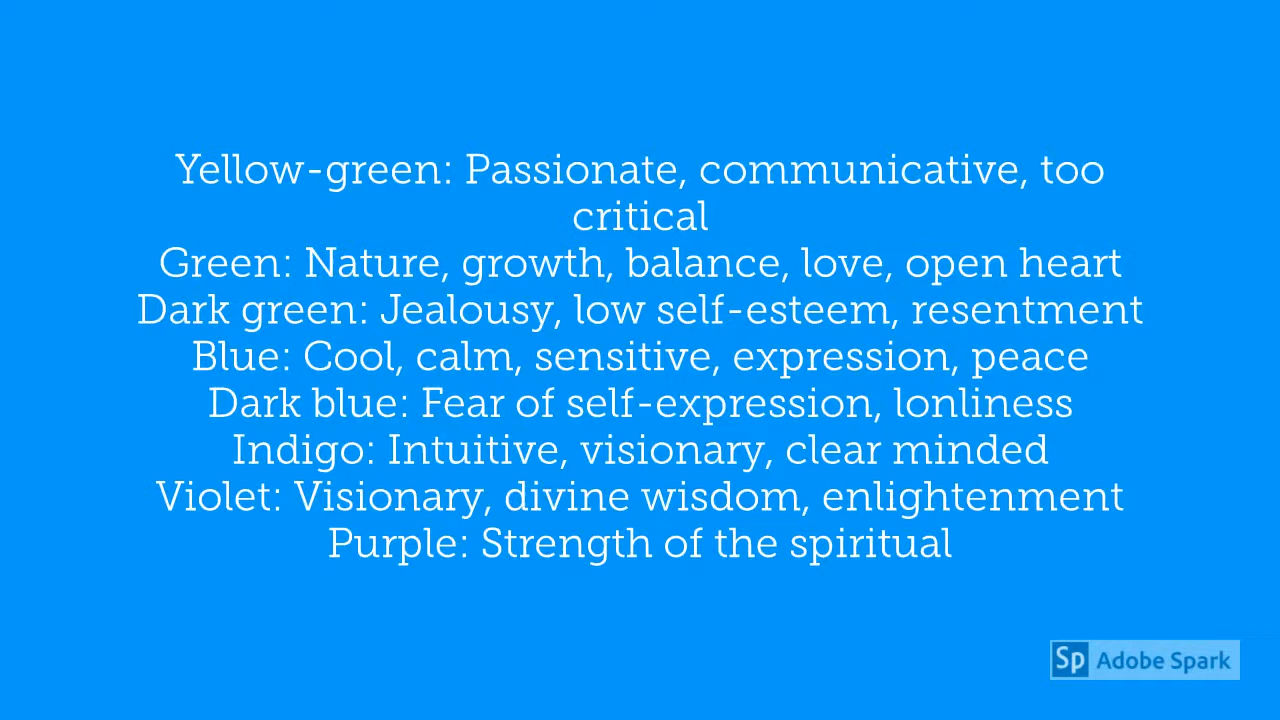 Yellow-green: Passionate, communicative, too
critical
Green: Nature, growth, balance, love, open heart
Dark green: Jealousy, low self-esteem, resentment
Blue: Cool, calm, sensitive, expression, peace
Dark blue: Fear of self-expression, lonliness
Indigo: Intuitive, visionary, clear minded
Violet: Visionary, divine wisdom, enlightenment
Purple: Strength of the spiritual
Sp Adobe Spark